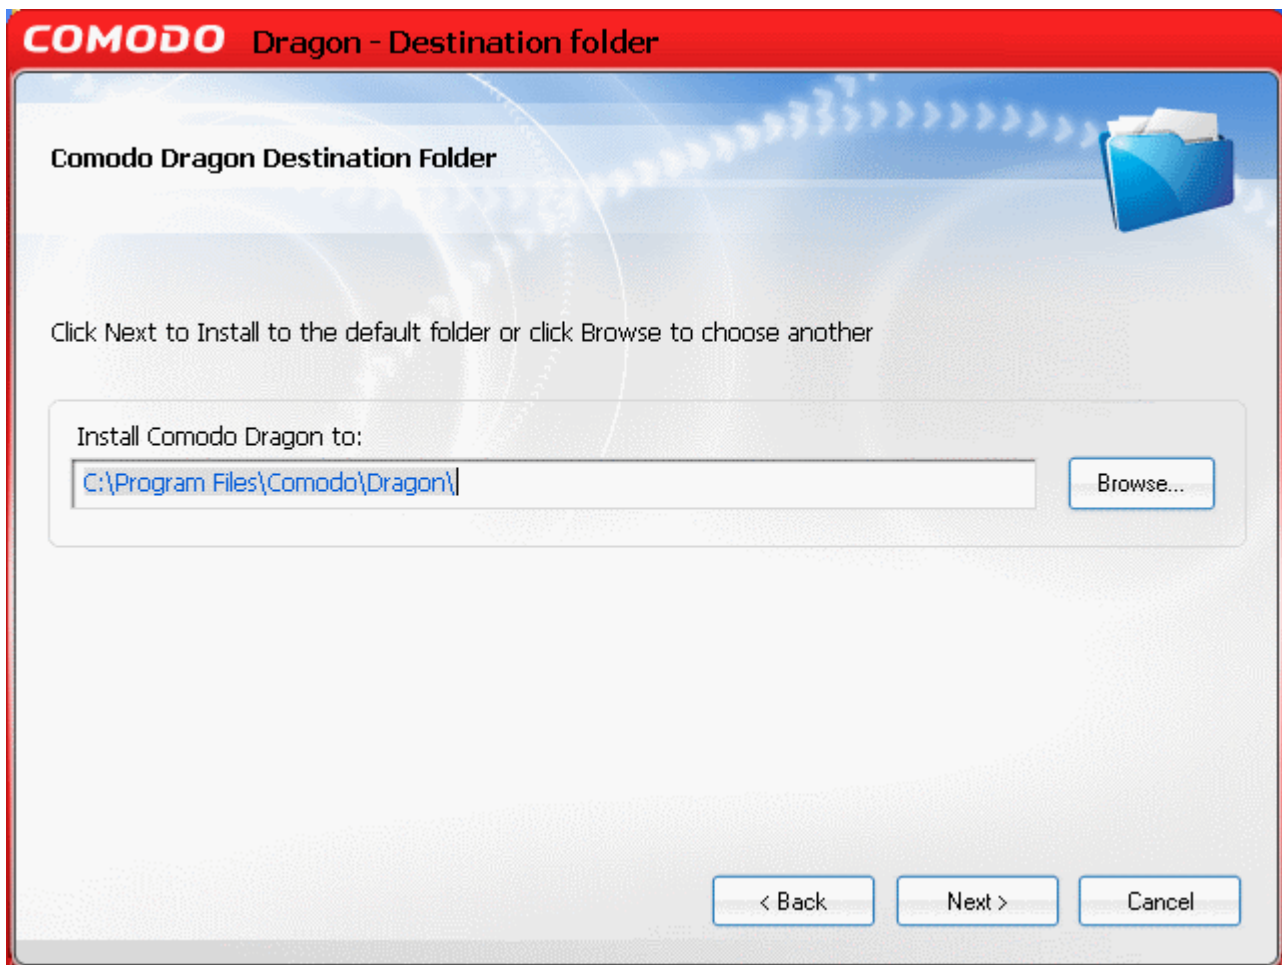 COMODO Dragon - Destination folder
Comodo Dragon Destination Folder
Click Next to Install to the default folder or click Browse to choose another
Install Comodo Dragon to:
C:\Program Files\Comodo\Dragon\
Browse...
< Back
Next >
Cancel